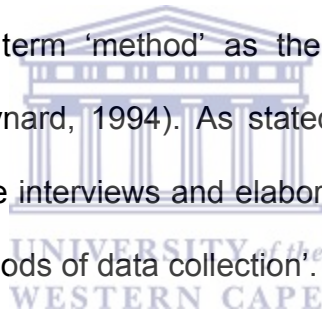 term ‘method’ as the
nard, 1994). As stated
e interviews and elabor
UNIVERSITY of the
ods of data collection’.
WESTERN CAPE